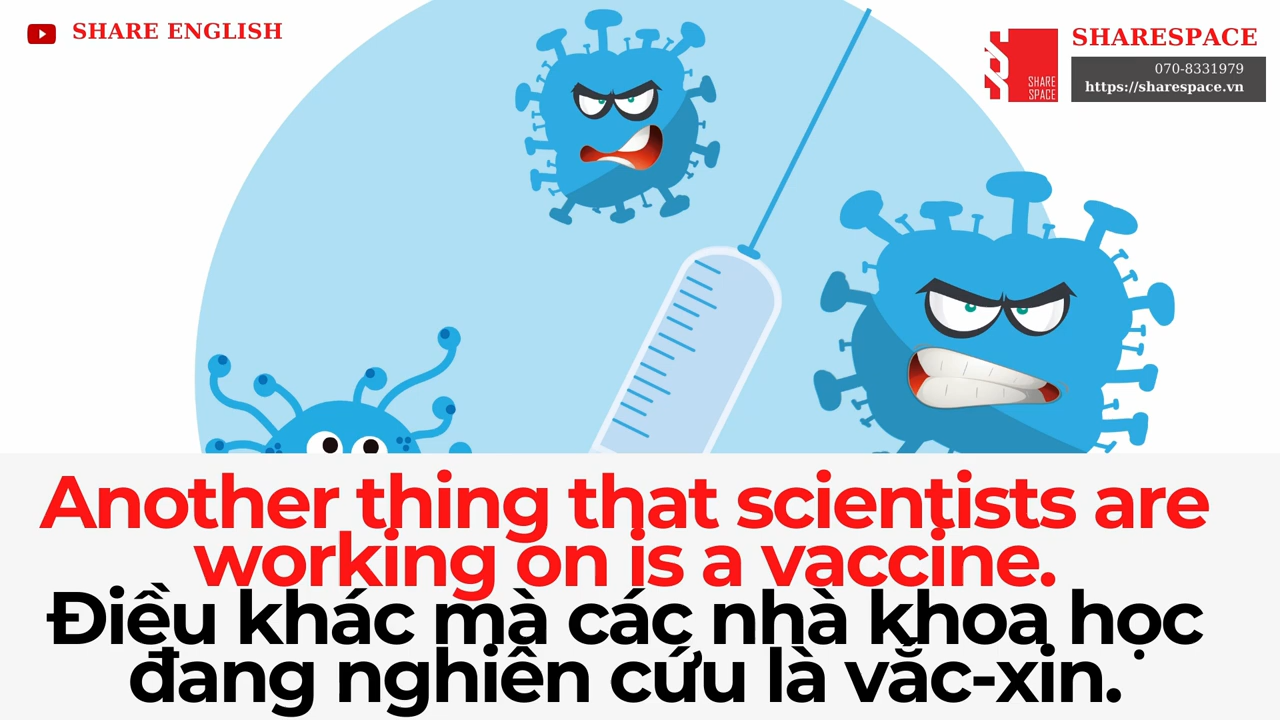 SHARE ENGLISH
SHARESPACE
070-8331979
https://sharespace.vn
SHARE
SPACE
Another thing that scientists are
working on is a vaccine.
Điều khác mà các nhà khoa học
đang nghiên cứu là vắc-xin.